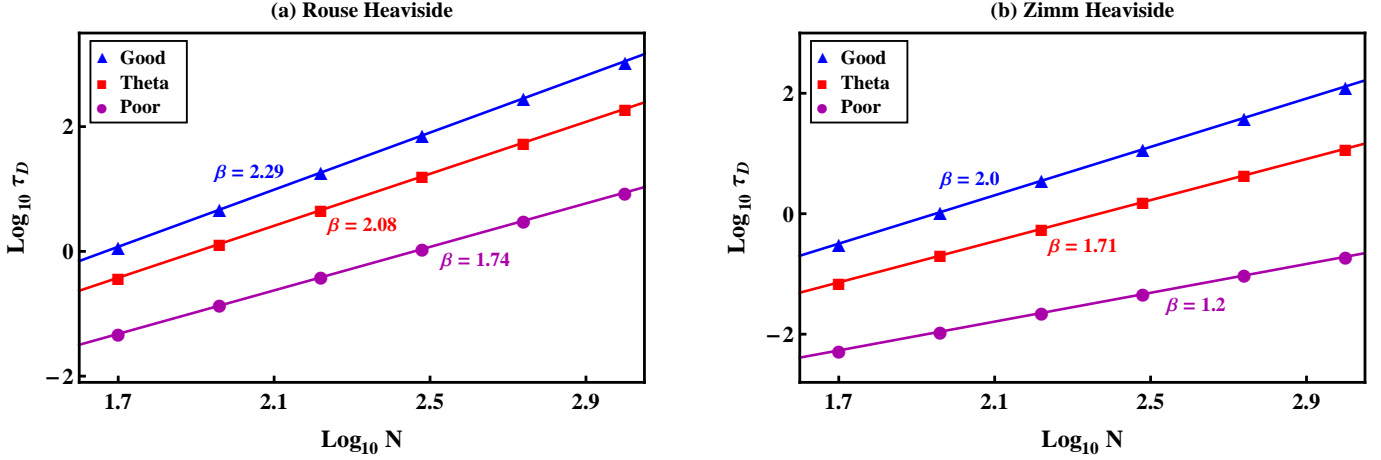 (a) Rouse Heaviside
Good
Theta
Poor
β = 2.29
β = 2.08
β = 1.74
Log₁₀ τ_D
2
0
−2
1.7 2.1 2.5 2.9
Log₁₀ N
(b) Zimm Heaviside
Good
Theta
Poor
β = 2.0
β = 1.71
β = 1.2
Log₁₀ τ_D
2
0
−2
1.7 2.1 2.5 2.9
Log₁₀ N